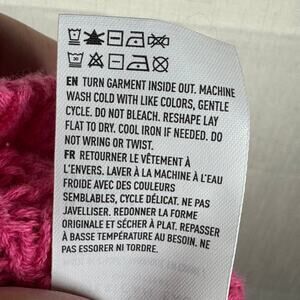 EN TURN GARMENT INSIDE OUT. MACHINE
WASH COLD WITH LIKE COLORS, GENTLE
CYCLE. DO NOT BLEACH. RESHAPE LAY
FLAT TO DRY. COOL IRON IF NEEDED. DO
NOT WRING OR TWIST.
FR RETOURNER LE VÊTEMENT À
L'ENVERS. LAVER À LA MACHINE À L'EAU
FROIDE AVEC DES COULEURS
SEMBLABLES, CYCLE DÉLICAT. NE PAS
JAVELLISER. REDONNER LA FORME
ORIGINALE ET SÉCHER À PLAT. REPASSER
À BASSE TEMPÉRATURE AU BESOIN. NE
PAS ESSORER NI TORDRE.